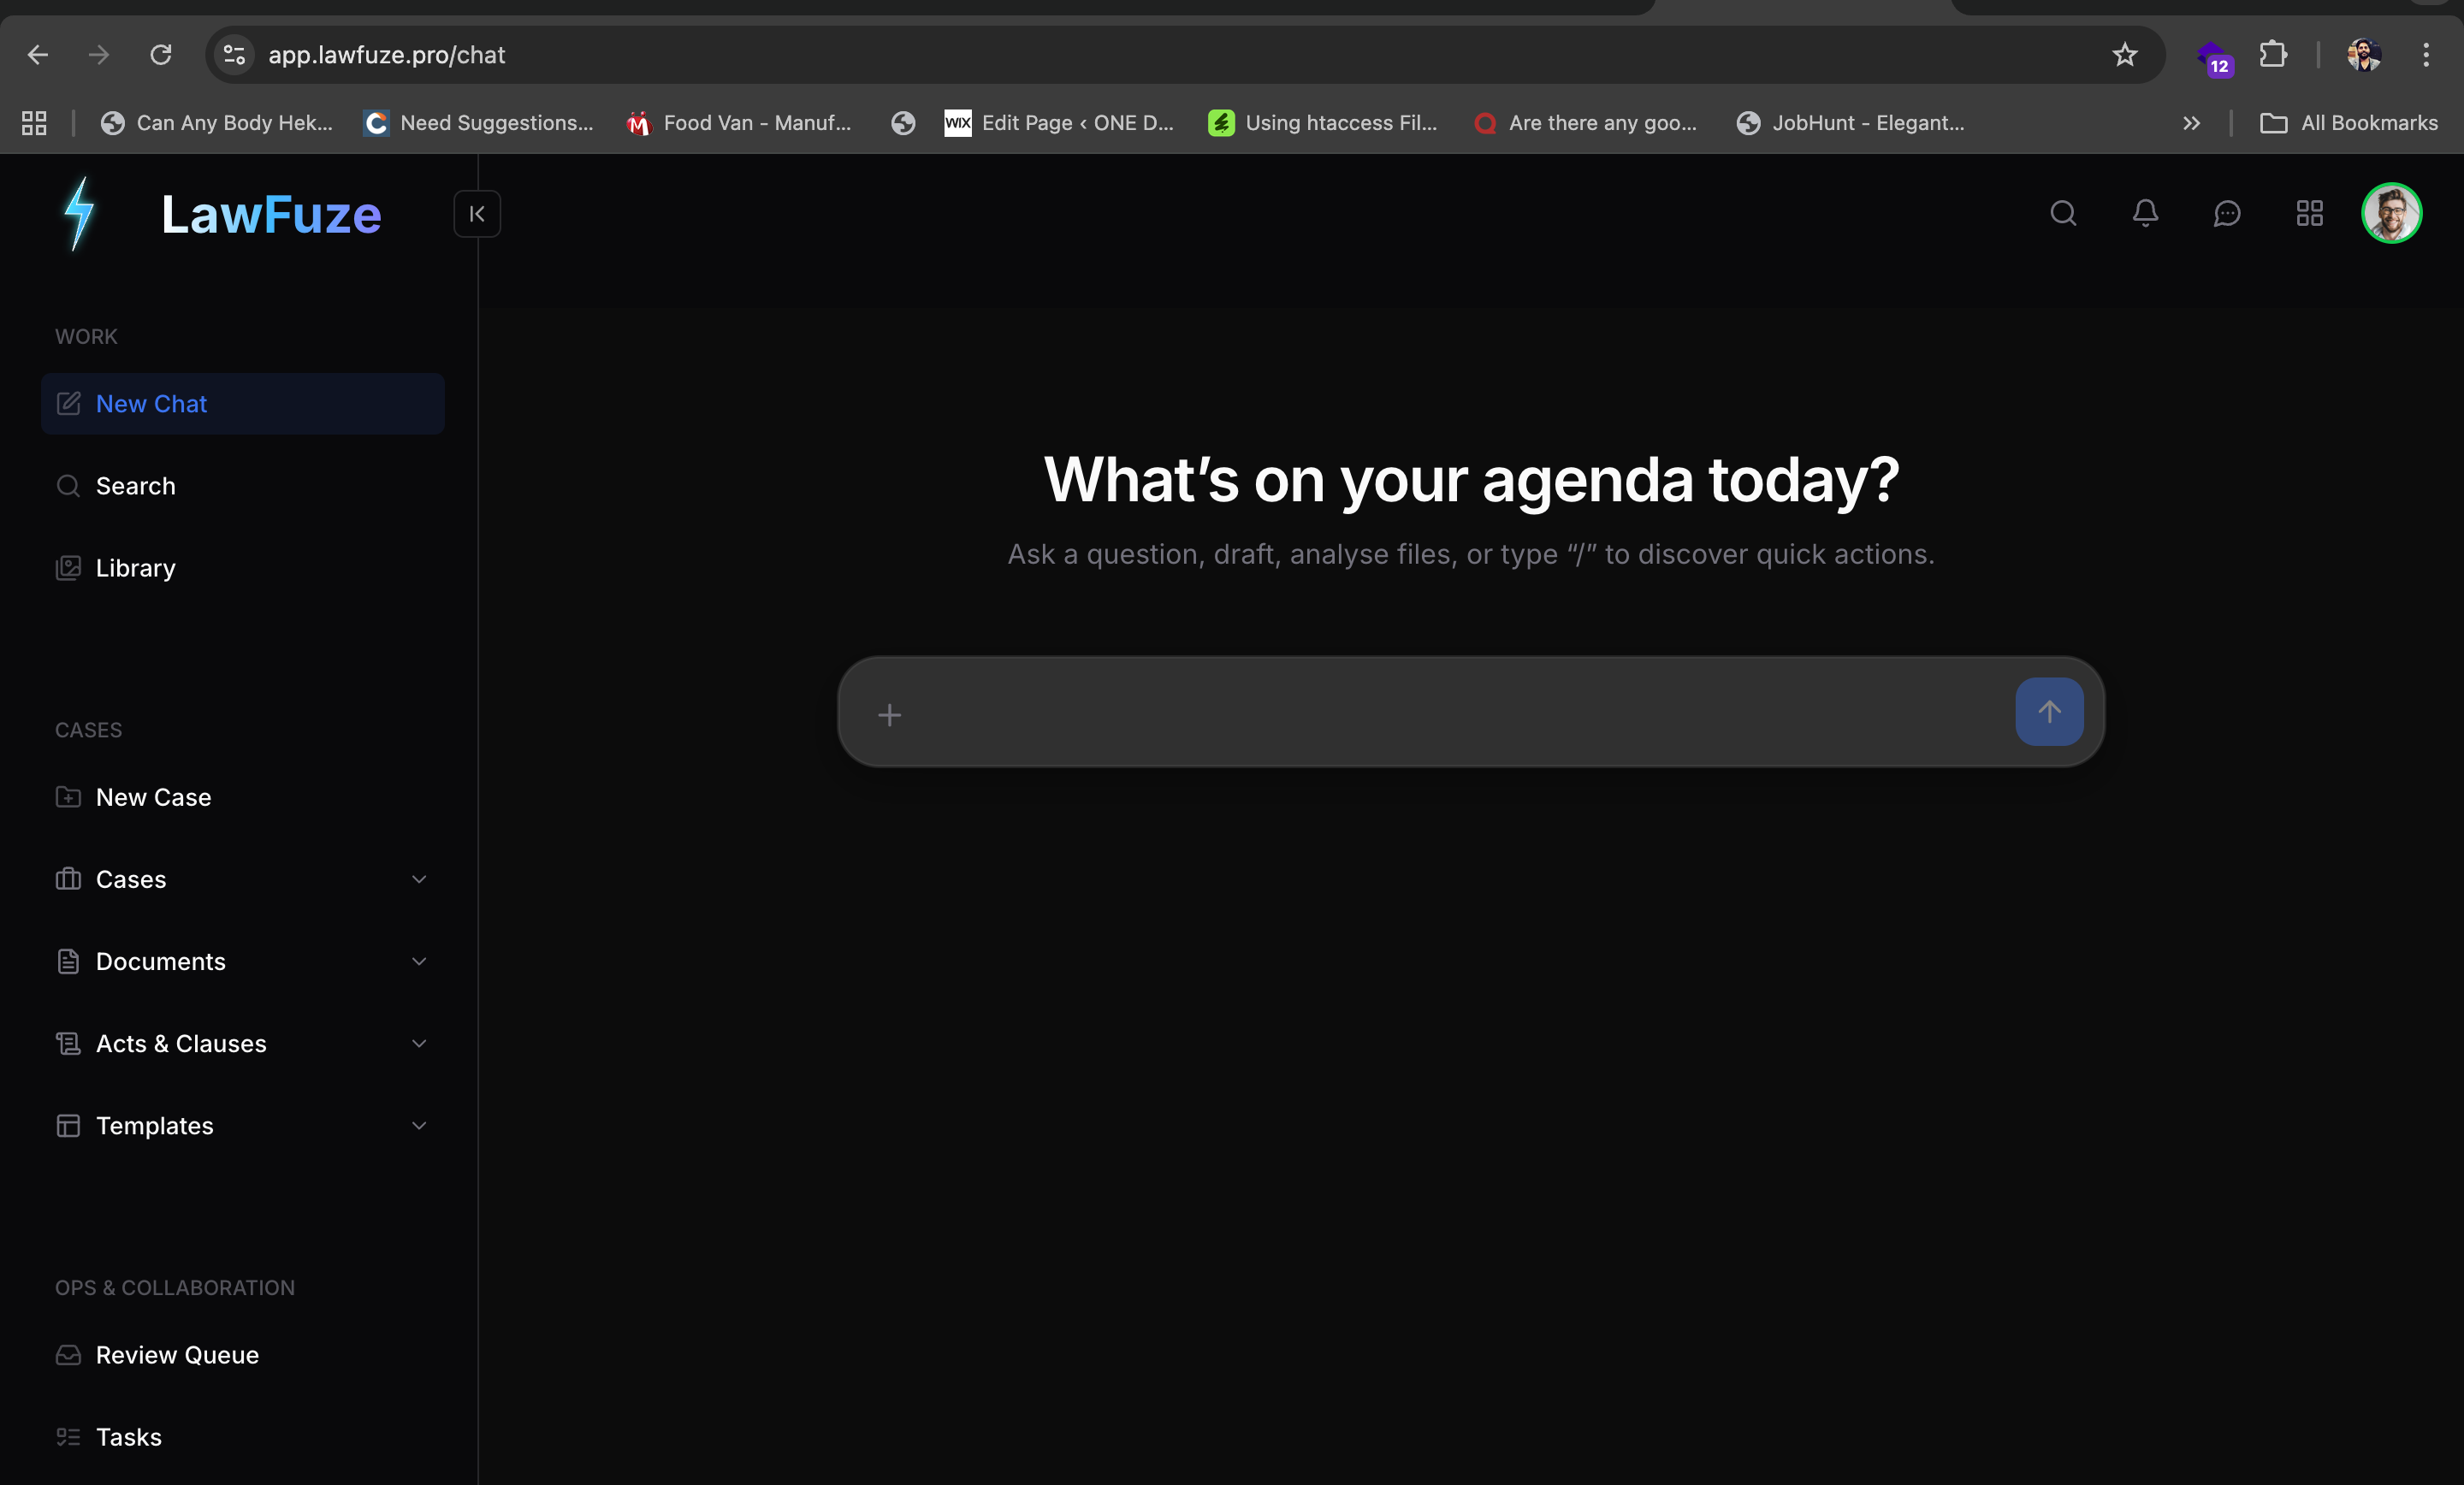 app.lawfuze.pro/chat
12
Can Any Body Hek...
Need Suggestions...
Food Van - Manuf...
WIX
Edit Page ‹ ONE D...
Using htaccess Fil...
Are there any goo...
JobHunt - Elegant...
All Bookmarks
LawFuze
WORK
New Chat
Search
Library
CASES
New Case
Cases
Documents
Acts & Clauses
Templates
OPS & COLLABORATION
Review Queue
Tasks
What’s on your agenda today?
Ask a question, draft, analyse files, or type “/” to discover quick actions.